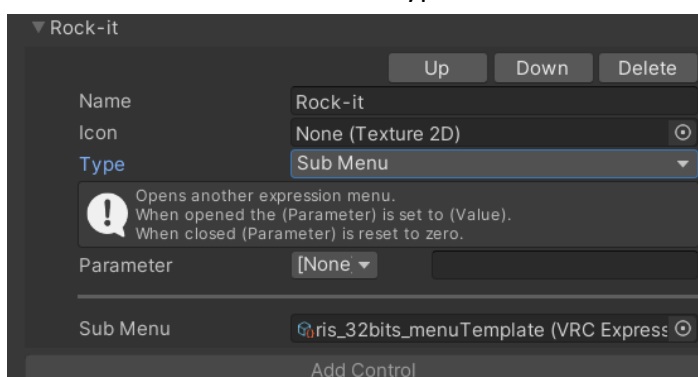 Rock-it
Up Down Delete
Name Rock-it
Icon None (Texture 2D)
Type Sub Menu
Opens another expression menu.
When opened the (Parameter) is set to (Value).
When closed (Parameter) is reset to zero.
Parameter [None
Sub Menu ris_32bits_menuTemplate (VRC Express
Add Control